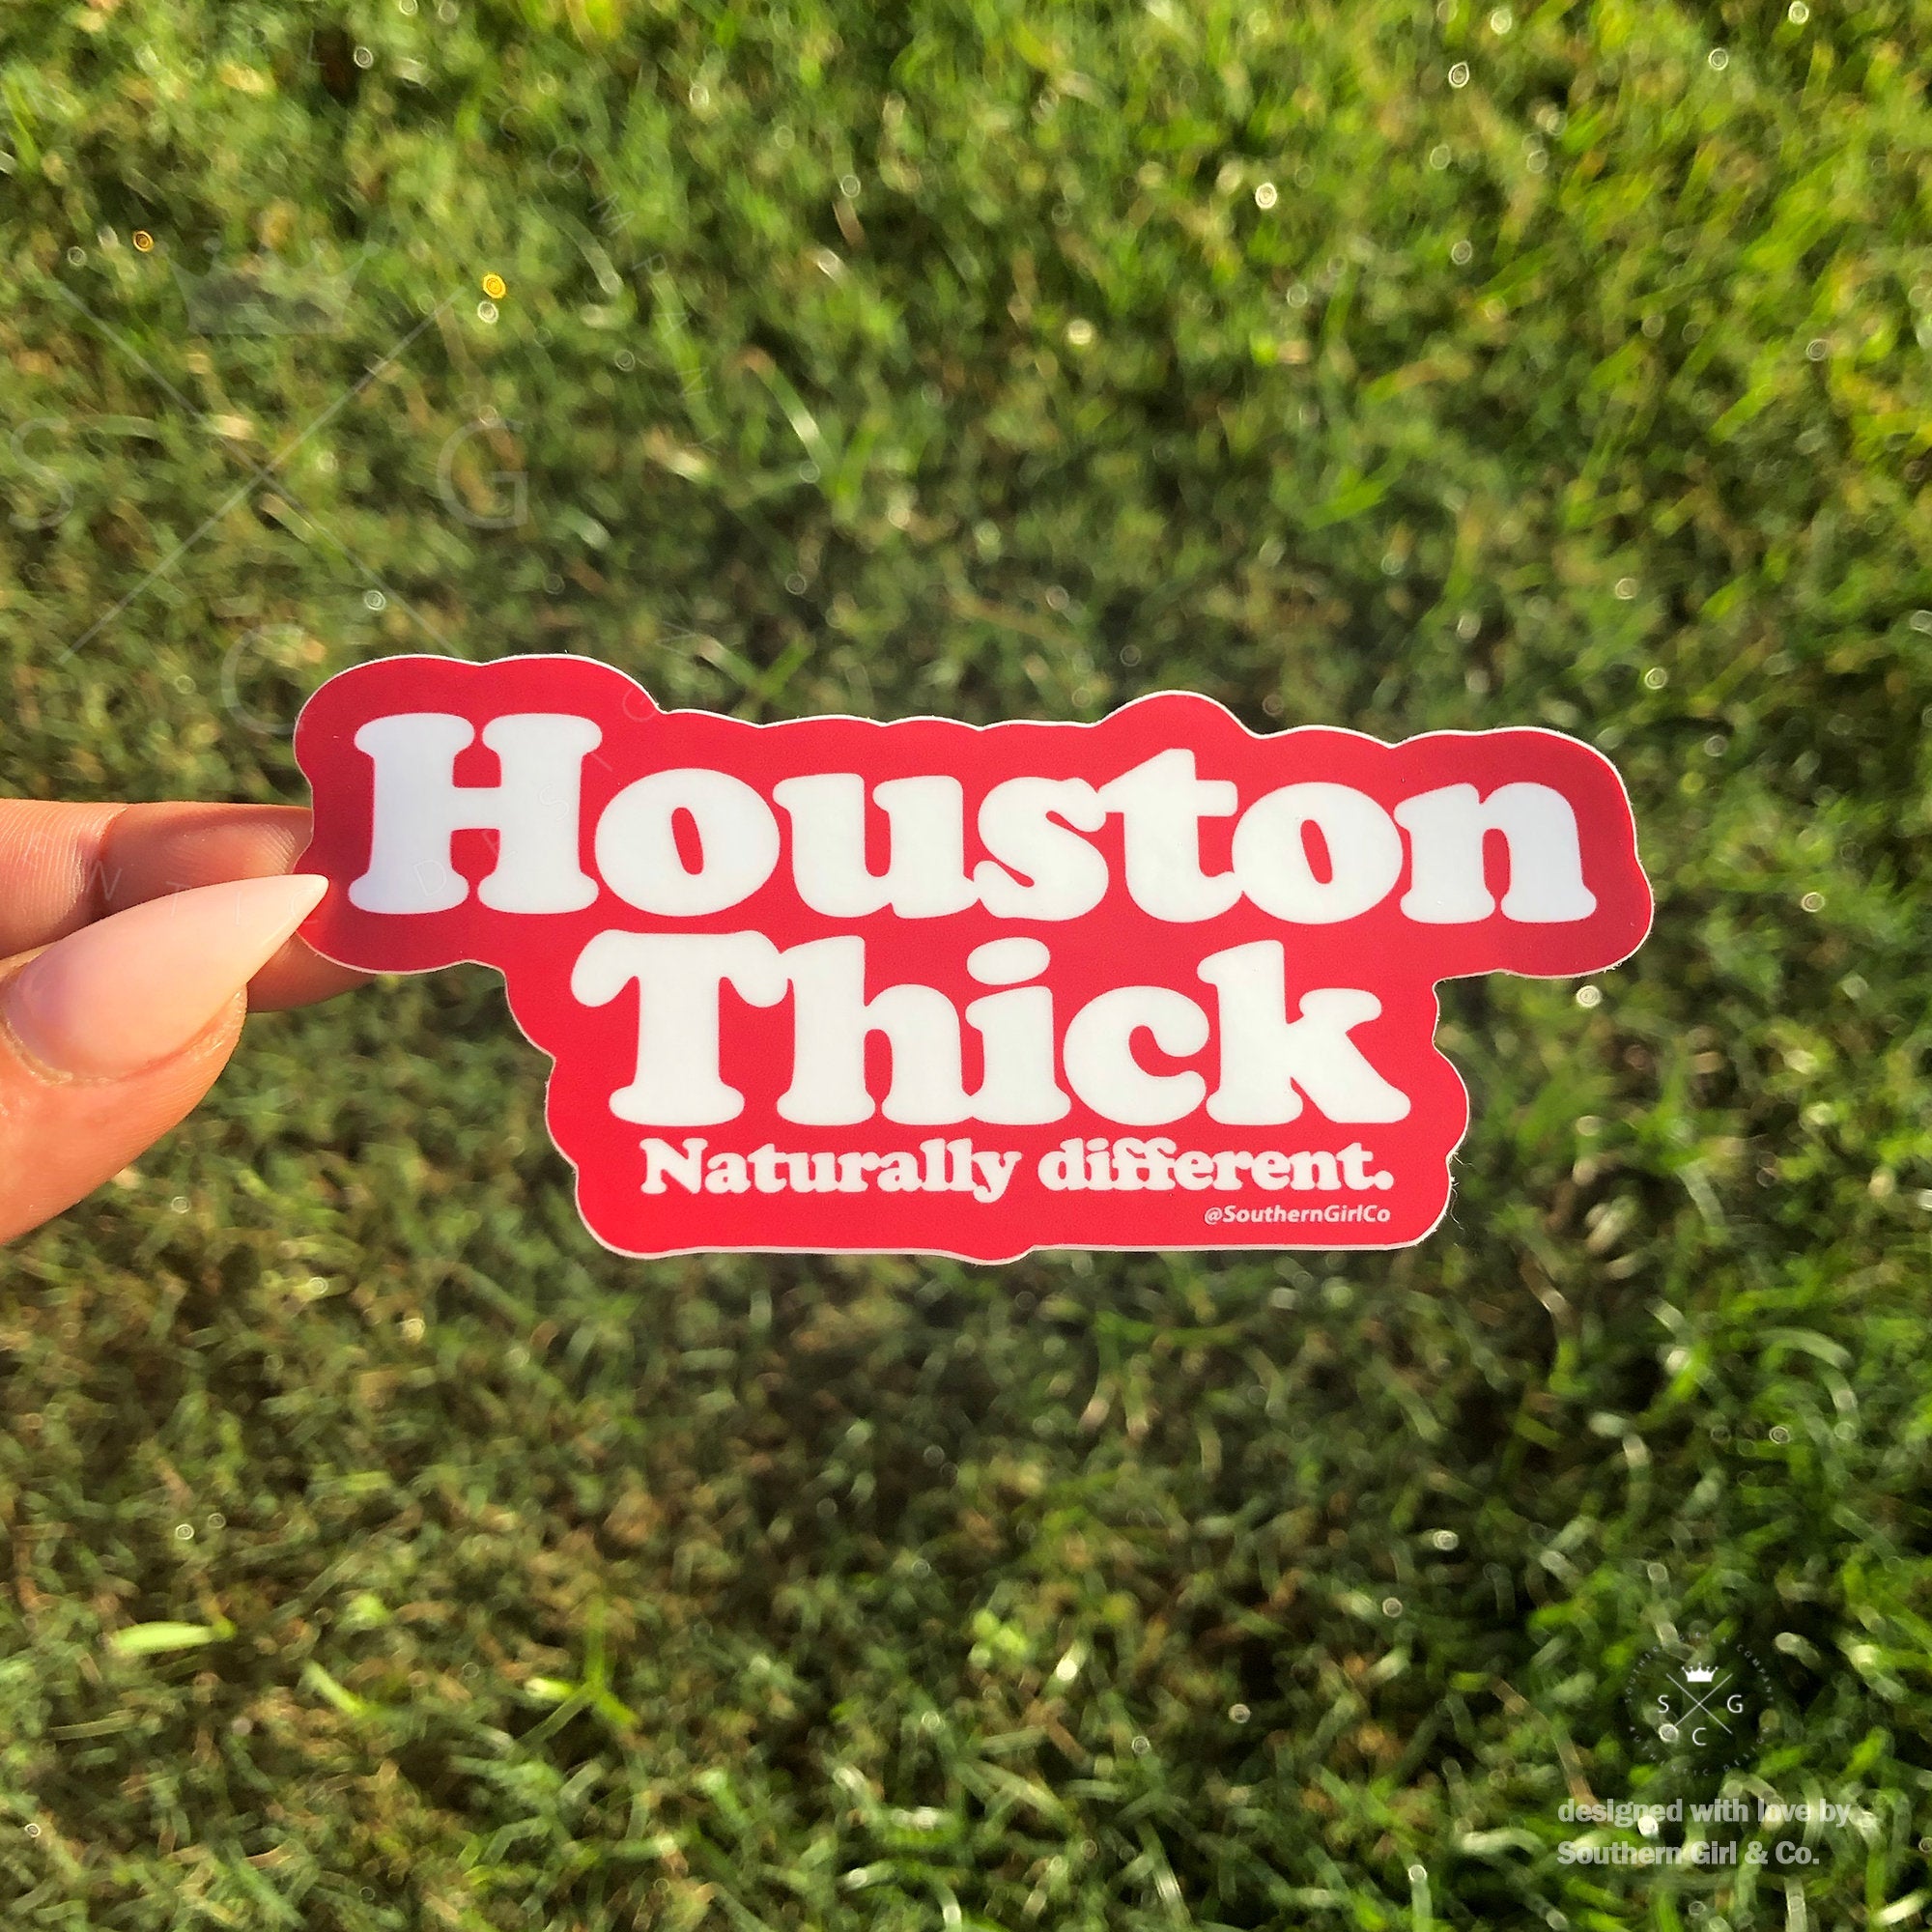 Houston
Thick
Naturally different.
@SouthernGirlCo
S G
C
designed with love by
Southern Girl & Co.